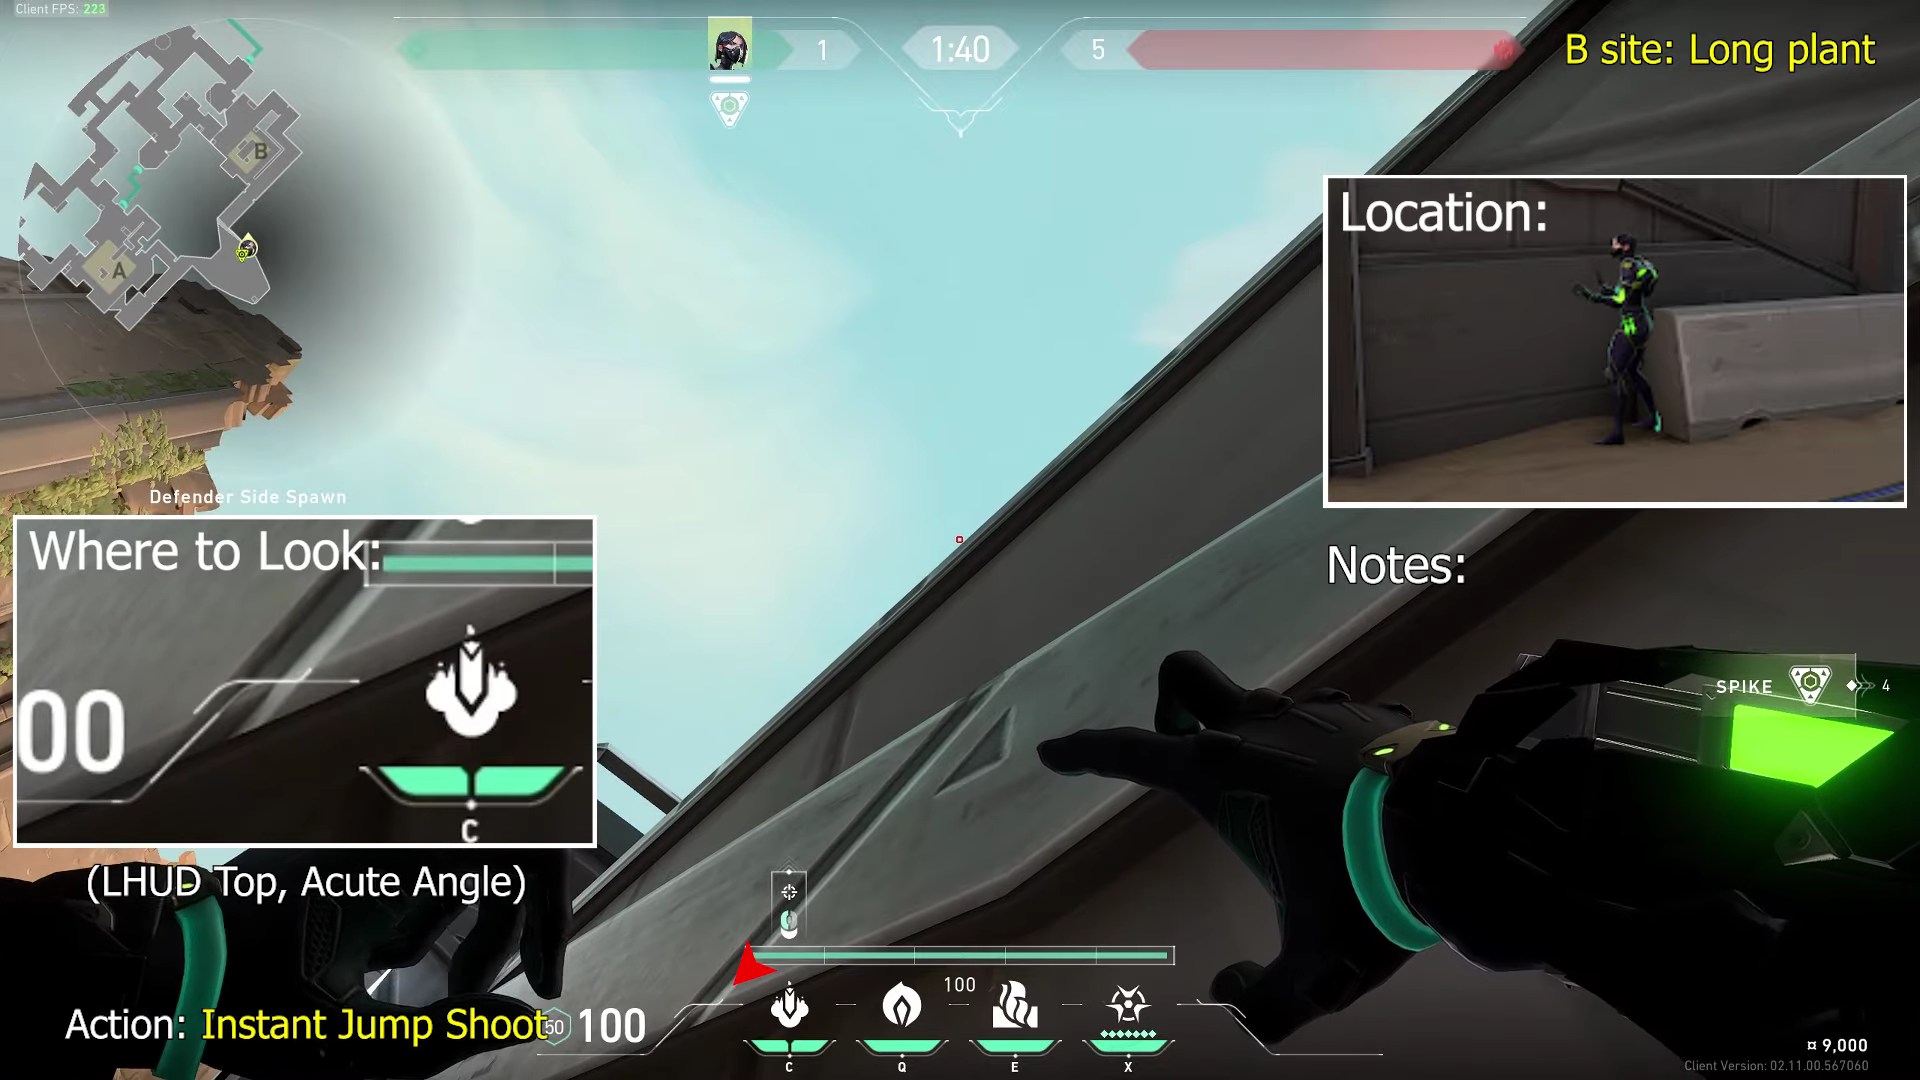 Client FPS: 223
1
1:40
5
B site: Long plant
B
A
Location:
Defender Side Spawn
Where to Look:
00
C
Notes:
SPIKE
4
(LHUD Top, Acute Angle)
Action: Instant Jump Shoot
50
100
100
C
Q
E
X
¤ 9,000
Client Version: 02.11.00.567060